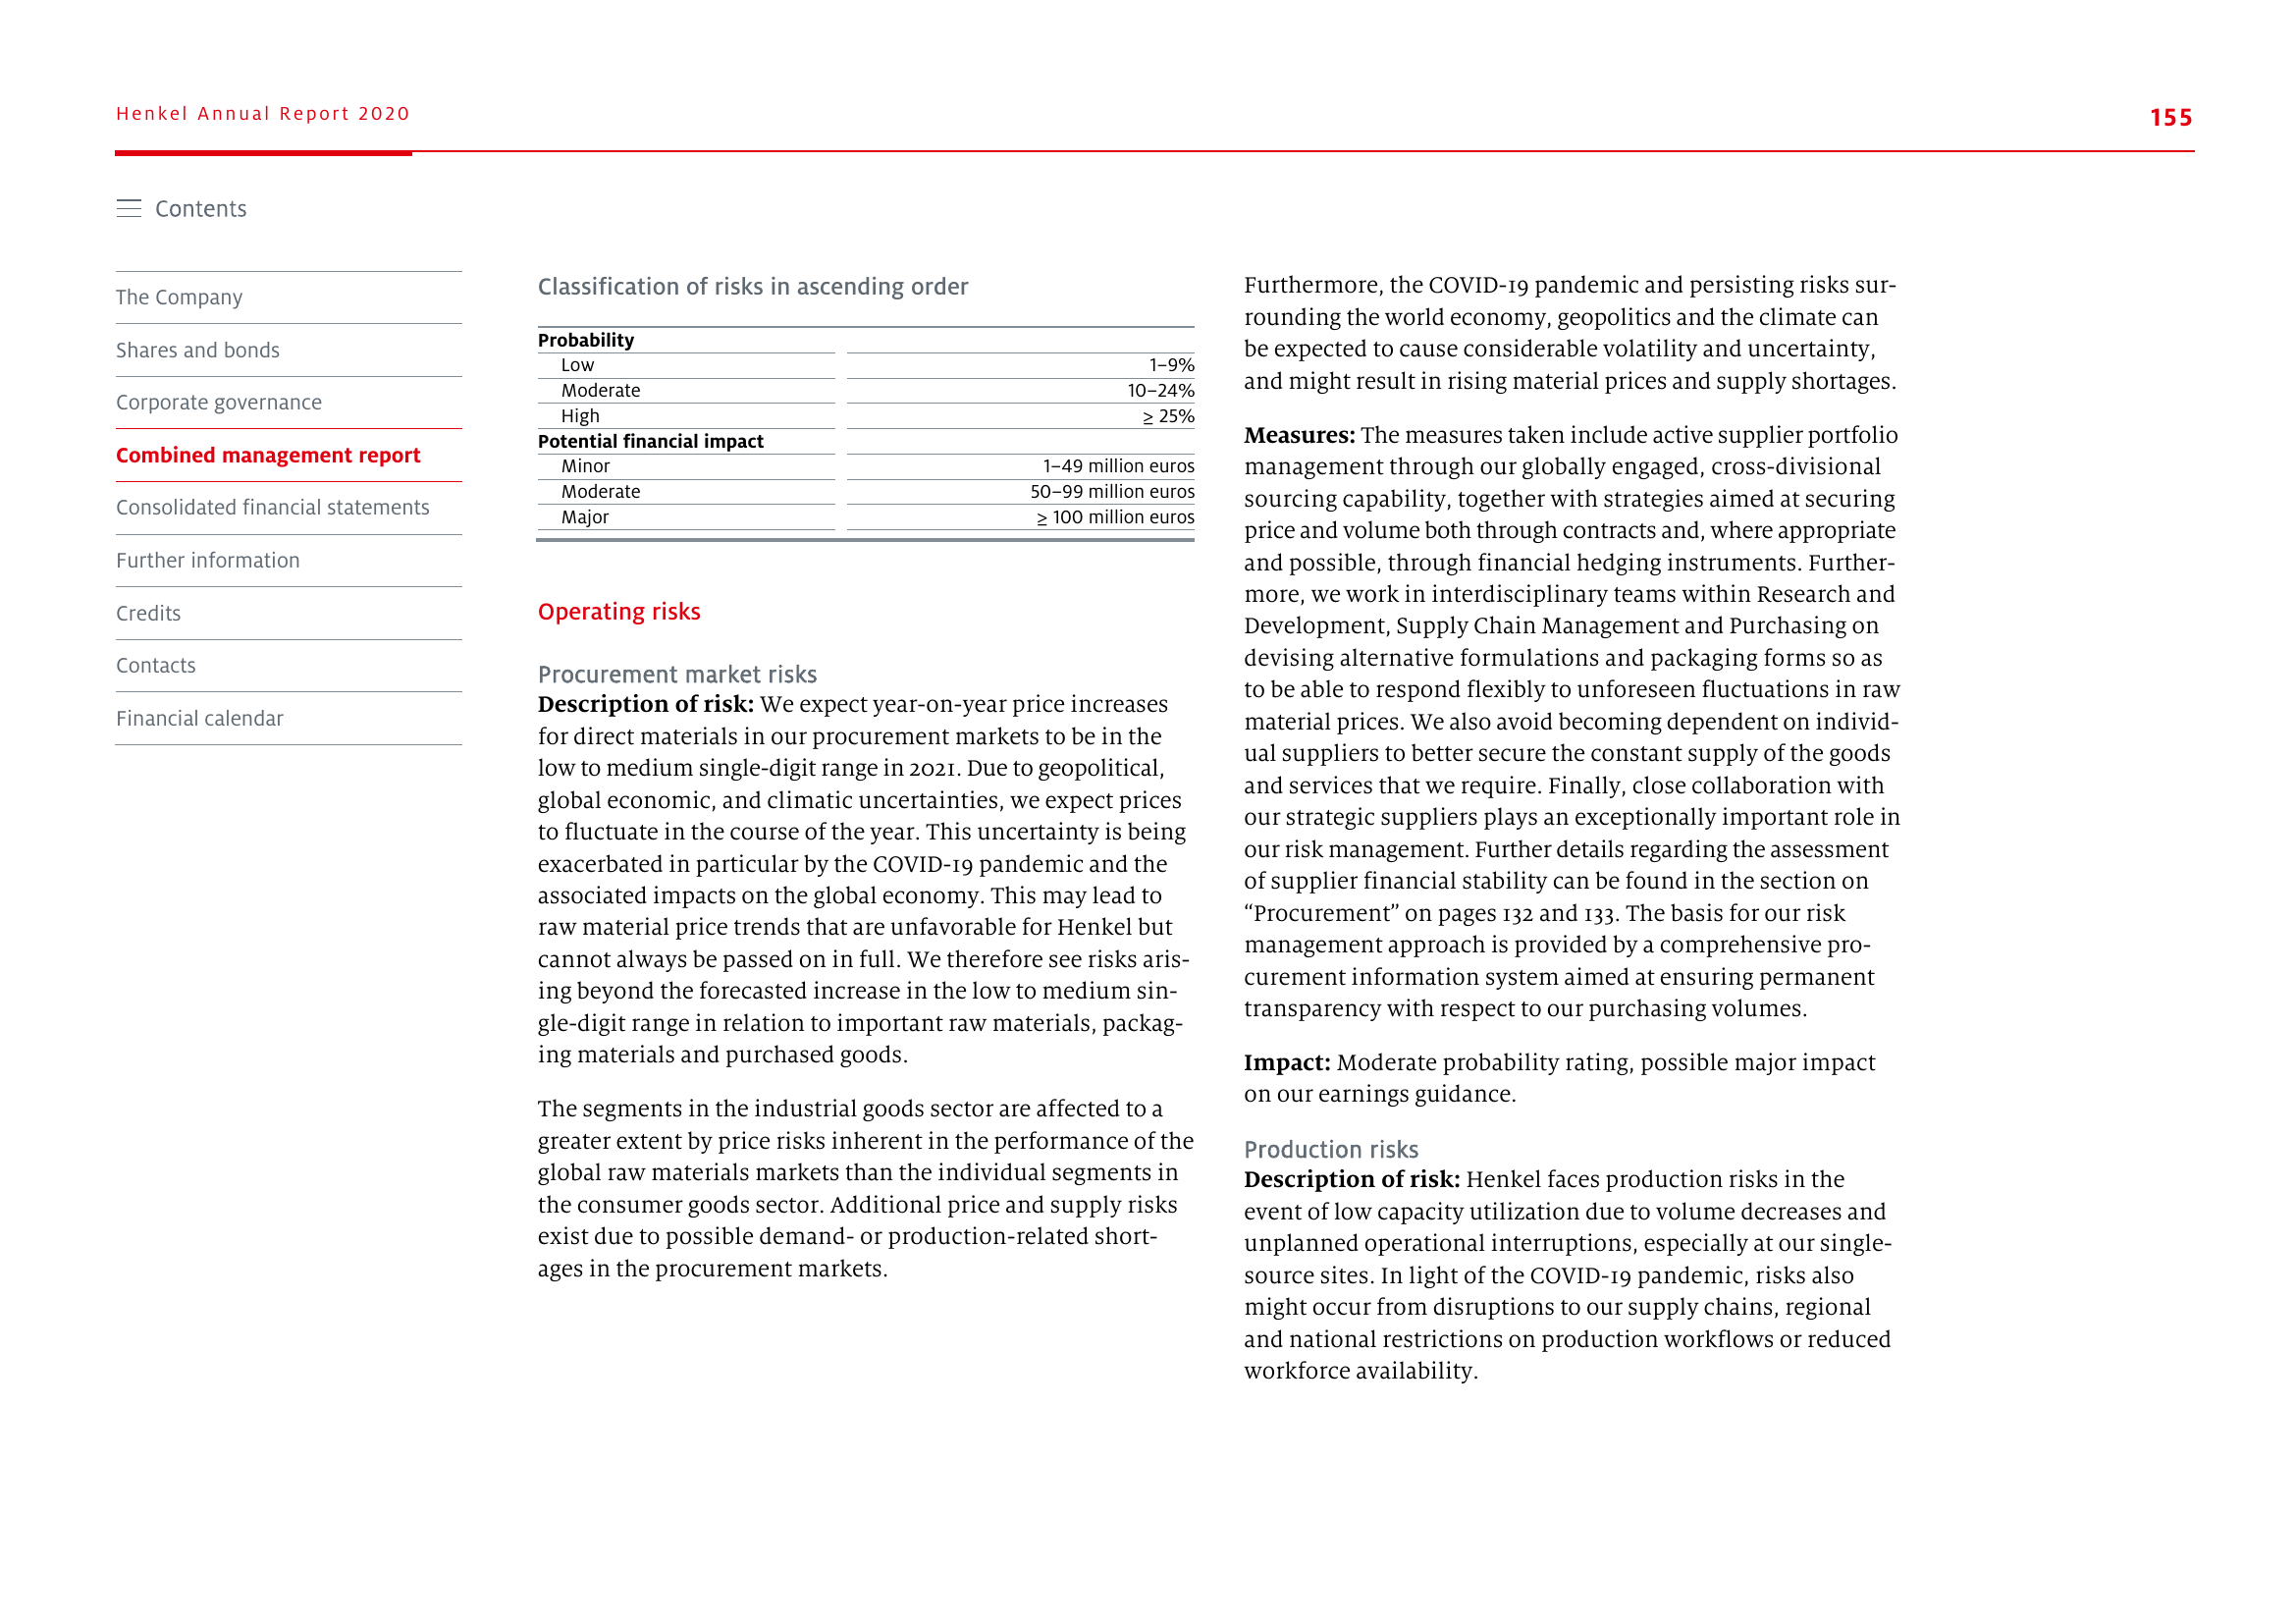 Henkel Annual Report 2020
155
Contents
The Company
Shares and bonds
Corporate governance
Combined management report
Consolidated financial statements
Further information
Credits
Contacts
Financial calendar
Classification of risks in ascending order
Probability
Low 1–9%
Moderate 10–24%
High ≥ 25%
Potential financial impact
Minor 1–49 million euros
Moderate 50–99 million euros
Major ≥ 100 million euros
Operating risks
Procurement market risks
Description of risk: We expect year-on-year price increases
for direct materials in our procurement markets to be in the
low to medium single-digit range in 2021. Due to geopolitical,
global economic, and climatic uncertainties, we expect prices
to fluctuate in the course of the year. This uncertainty is being
exacerbated in particular by the COVID-19 pandemic and the
associated impacts on the global economy. This may lead to
raw material price trends that are unfavorable for Henkel but
cannot always be passed on in full. We therefore see risks aris-
ing beyond the forecasted increase in the low to medium sin-
gle-digit range in relation to important raw materials, packag-
ing materials and purchased goods.
The segments in the industrial goods sector are affected to a
greater extent by price risks inherent in the performance of the
global raw materials markets than the individual segments in
the consumer goods sector. Additional price and supply risks
exist due to possible demand- or production-related short-
ages in the procurement markets.
Furthermore, the COVID-19 pandemic and persisting risks sur-
rounding the world economy, geopolitics and the climate can
be expected to cause considerable volatility and uncertainty,
and might result in rising material prices and supply shortages.
Measures: The measures taken include active supplier portfolio
management through our globally engaged, cross-divisional
sourcing capability, together with strategies aimed at securing
price and volume both through contracts and, where appropriate
and possible, through financial hedging instruments. Further-
more, we work in interdisciplinary teams within Research and
Development, Supply Chain Management and Purchasing on
devising alternative formulations and packaging forms so as
to be able to respond flexibly to unforeseen fluctuations in raw
material prices. We also avoid becoming dependent on individ-
ual suppliers to better secure the constant supply of the goods
and services that we require. Finally, close collaboration with
our strategic suppliers plays an exceptionally important role in
our risk management. Further details regarding the assessment
of supplier financial stability can be found in the section on
“Procurement” on pages 132 and 133. The basis for our risk
management approach is provided by a comprehensive pro-
curement information system aimed at ensuring permanent
transparency with respect to our purchasing volumes.
Impact: Moderate probability rating, possible major impact
on our earnings guidance.
Production risks
Description of risk: Henkel faces production risks in the
event of low capacity utilization due to volume decreases and
unplanned operational interruptions, especially at our single-
source sites. In light of the COVID-19 pandemic, risks also
might occur from disruptions to our supply chains, regional
and national restrictions on production workflows or reduced
workforce availability.